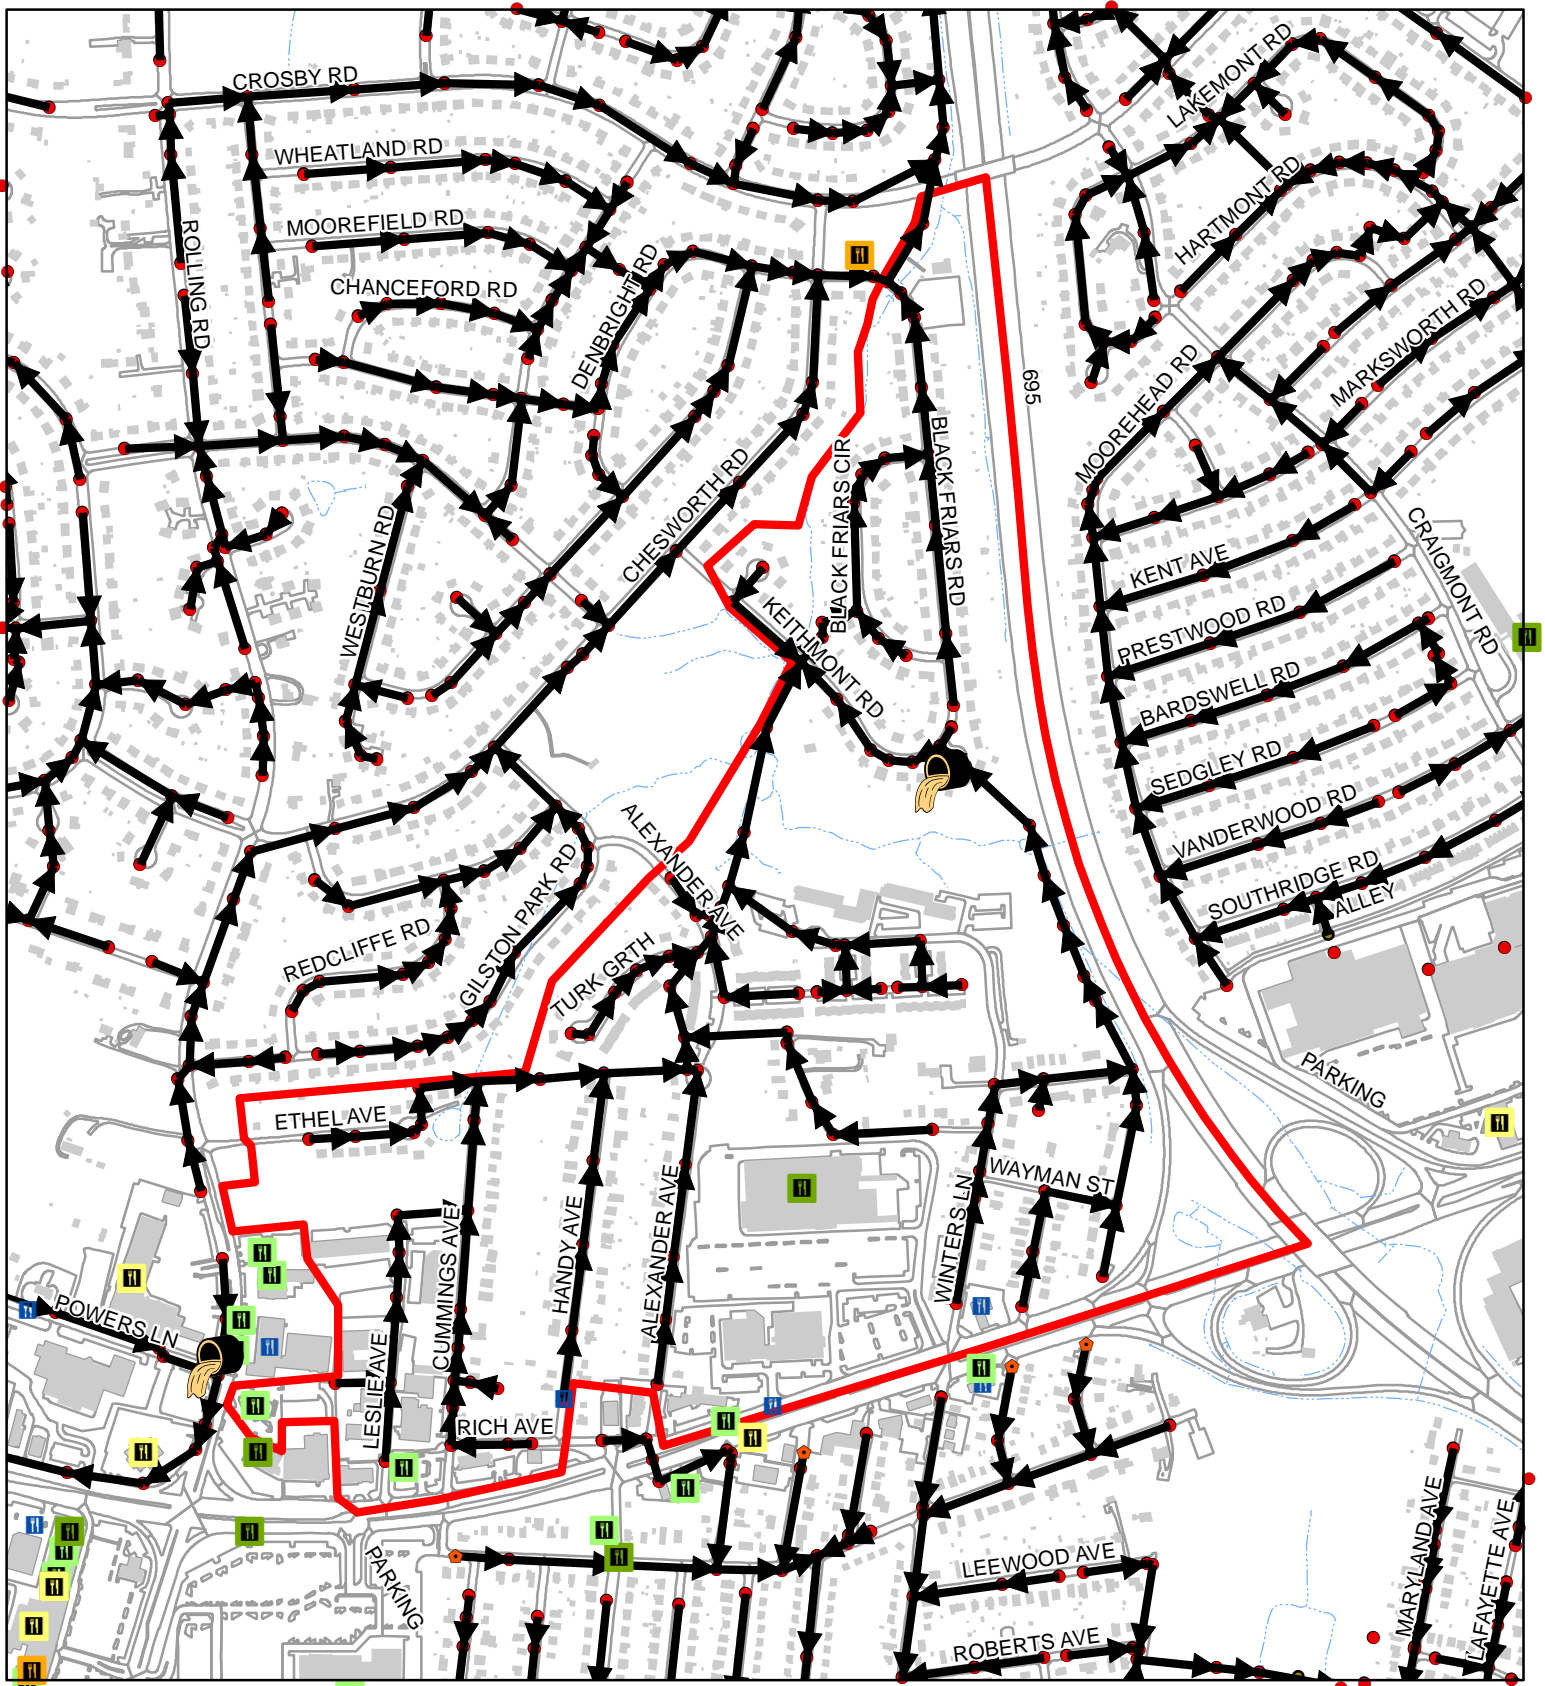 CROSBY RD
LAKEMONT RD
WHEATLAND RD
HARTMONT RD
MOOREFIELD RD
ROLLING RD
CHANCEFORD RD
DENBRIGHT RD
MARKSWORTH RD
695
MOOREHEAD RD
BLACK FRIARS CIR
BLACK FRIARS RD
CHESWORTH RD
WESTBURN RD
KENT AVE
CRAIGMONT RD
PRESTWOOD RD
KEITHMONT RD
BARDSWELL RD
SEDGLEY RD
VANDERWOOD RD
ALEXANDER AVE
SOUTHRIDGE RD
ALLEY
GILSTON PARK RD
REDCLIFFE RD
TURK GRTH
PARKING
ETHEL AVE
WAYMAN ST
WINTERS LN
HANDY AVE
ALEXANDER AVE
CUMMINGS AVE
POWERS LN
LESLIE AVE
RICH AVE
PARKING
LEEWOOD AVE
MARYLAND AVE
LAFAYETTE AVE
ROBERTS AVE